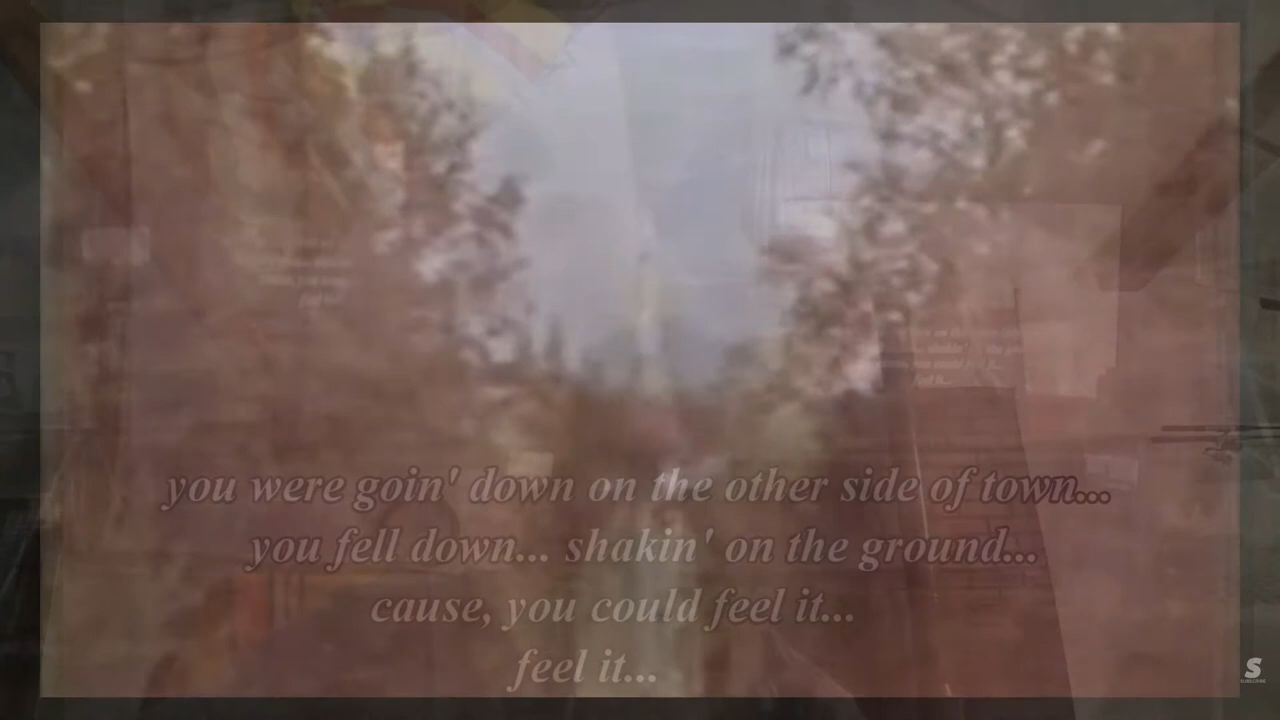 you were goin' down on the other side of town...
you fell down... shakin' on the ground...
cause, you could feel it...
feel it...
S
SUBSCRIBE